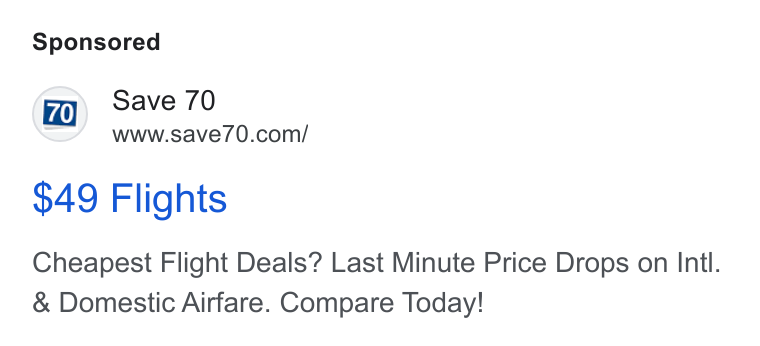 Sponsored
70
Save 70
www.save70.com/
$49 Flights
Cheapest Flight Deals? Last Minute Price Drops on Intl.
& Domestic Airfare. Compare Today!